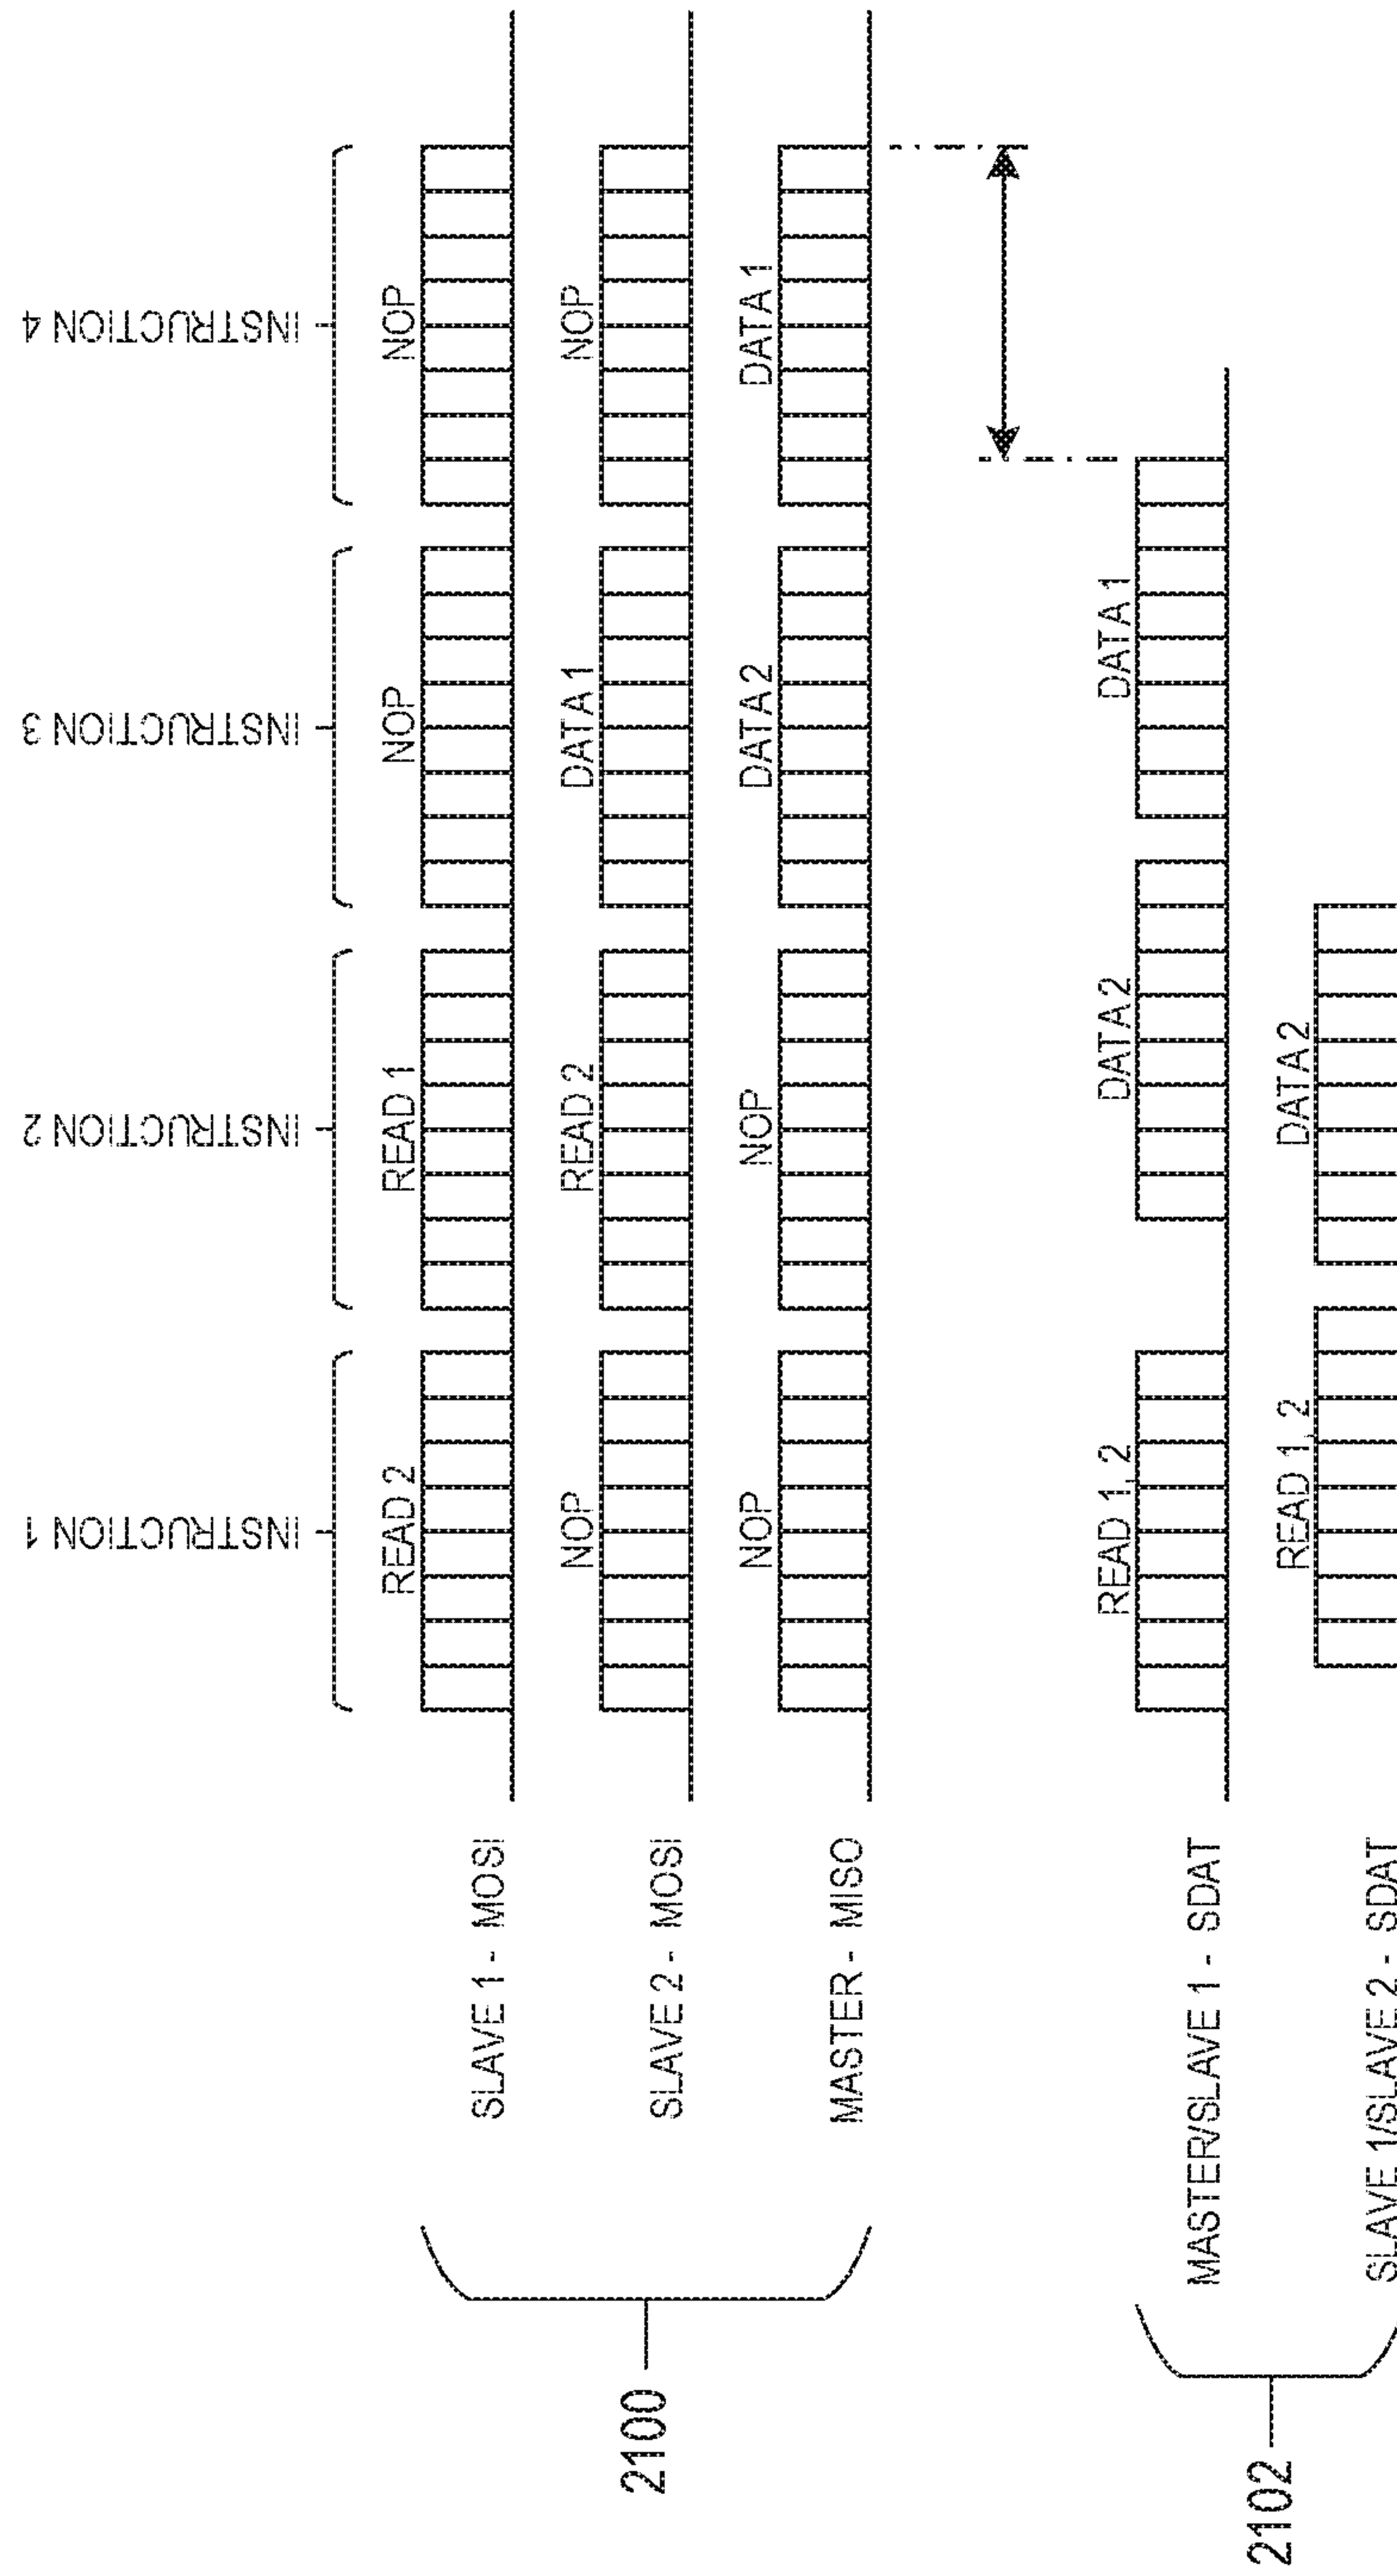 INSTRUCTION 1 INSTRUCTION 2 INSTRUCTION 3 INSTRUCTION 4
READ 2 READ 1 NOP NOP
SLAVE 1 - MOSI
NOP READ 2 DATA 1 NOP
SLAVE 2 - MOSI
NOP NOP DATA 2 DATA 1
MASTER - MISO
2100
READ 1, 2 DATA 2 DATA 1
MASTER/SLAVE 1 - SDAT
READ 1, 2 DATA 2
SLAVE 1/SLAVE 2 - SDAT
2102